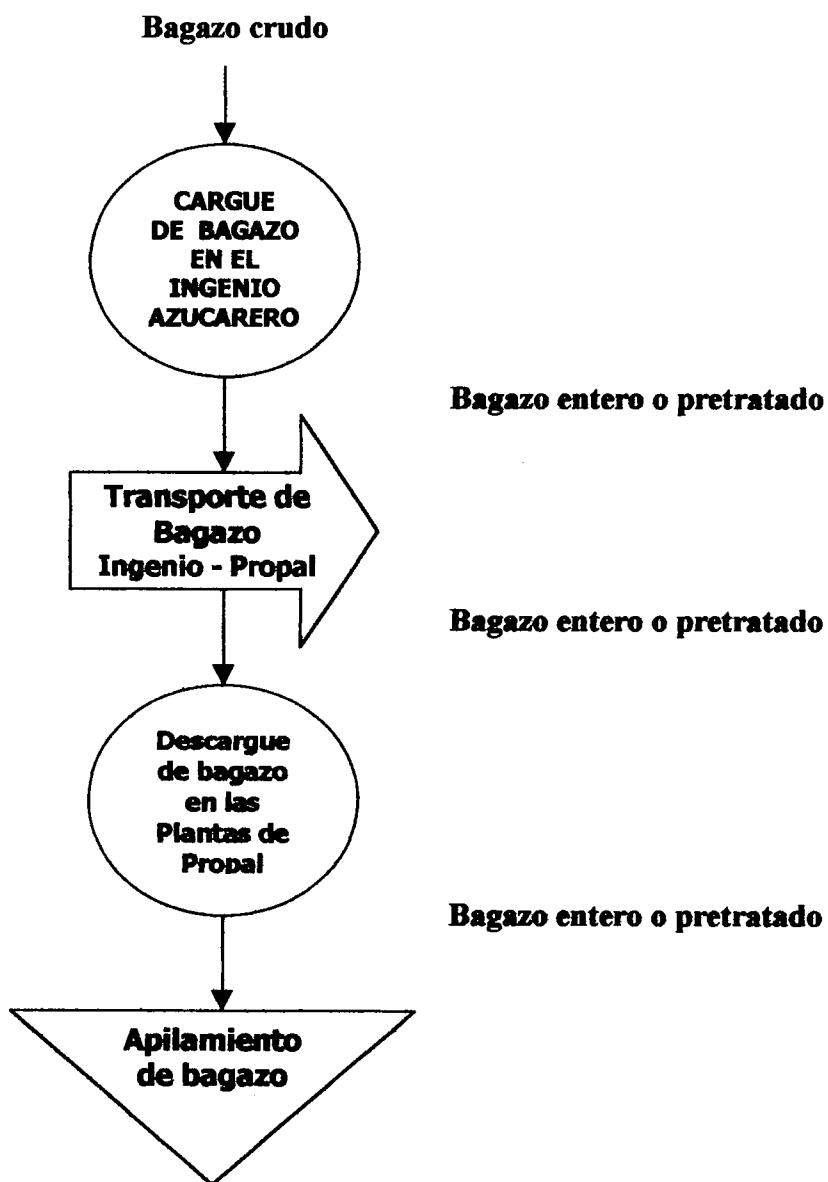 Bagazo crudo
CARGUE
DE BAGAZO
EN EL
INGENIO
AZUCARERO
Bagazo entero o pretratado
Transporte de
Bagazo
Ingenio - Propal
Bagazo entero o pretratado
Descargue
de bagazo
en las
Plantas de
Propal
Bagazo entero o pretratado
Apilamiento
de bagazo